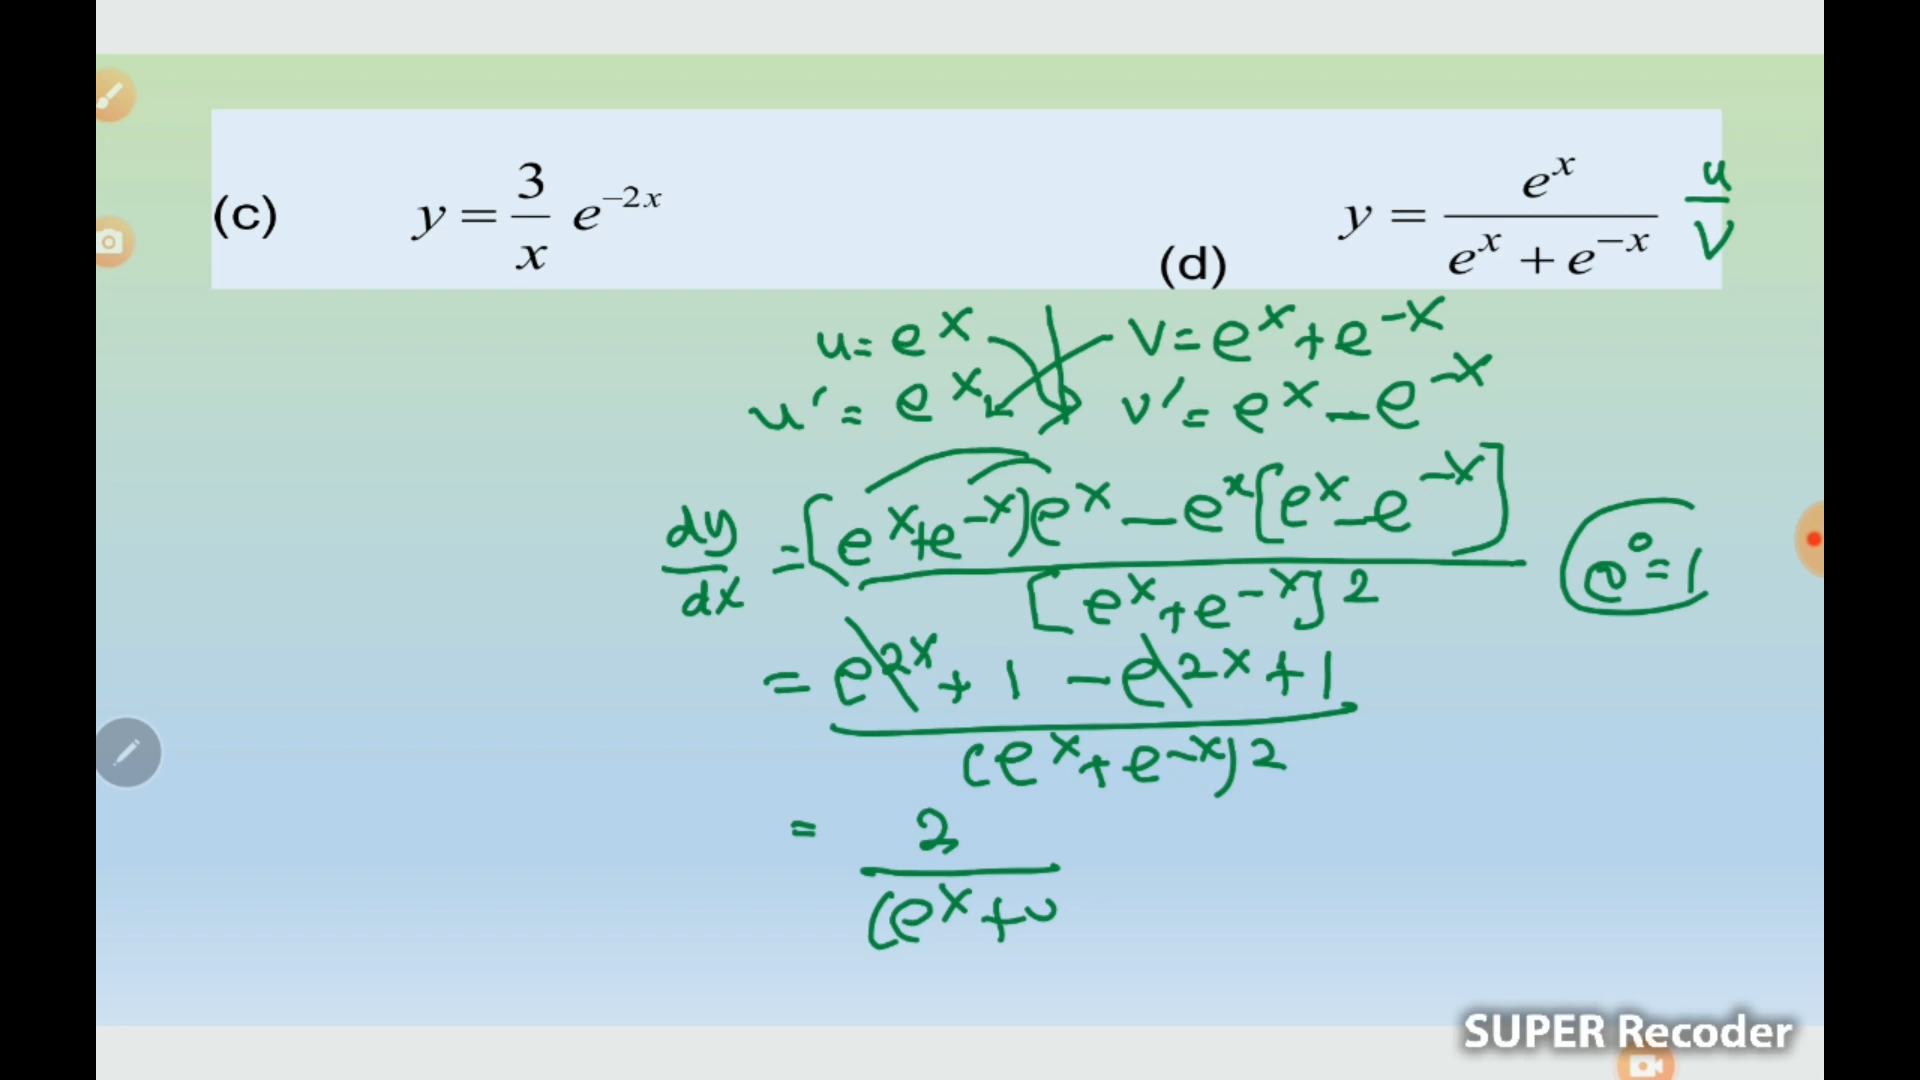 (c) y = 3/x e^{-2x}
(d) y = e^x/(e^x + e^{-x}) u/v
u = e^x v = e^x + e^{-x}
u' = e^x v' = e^x - e^{-x}
dy/dx = [(e^x + e^{-x})e^x - e^x[e^x - e^{-x}]]/[e^x + e^{-x}]^2 e^0 = 1
= (e^{2x} + 1 - e^{2x} + 1)/(e^x + e^{-x})^2
= 2/(e^x +
SUPER Recoder